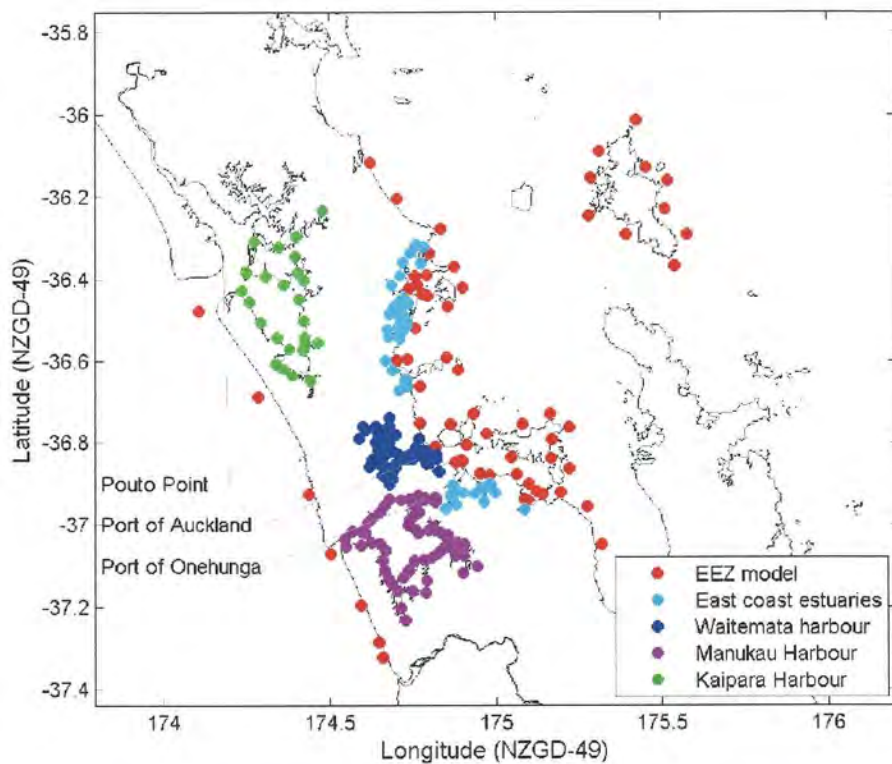 -35.8
-36
-36.2
-36.4
-36.6
-36.8
-37
-37.2
-37.4
Latitude (NZGD-49)
Pouto Point
Port of Auckland
Port of Onehunga
EEZ model
East coast estuaries
Waitemata harbour
Manukau Harbour
Kaipara Harbour
174
174.5
175
175.5
176
Longitude (NZGD-49)